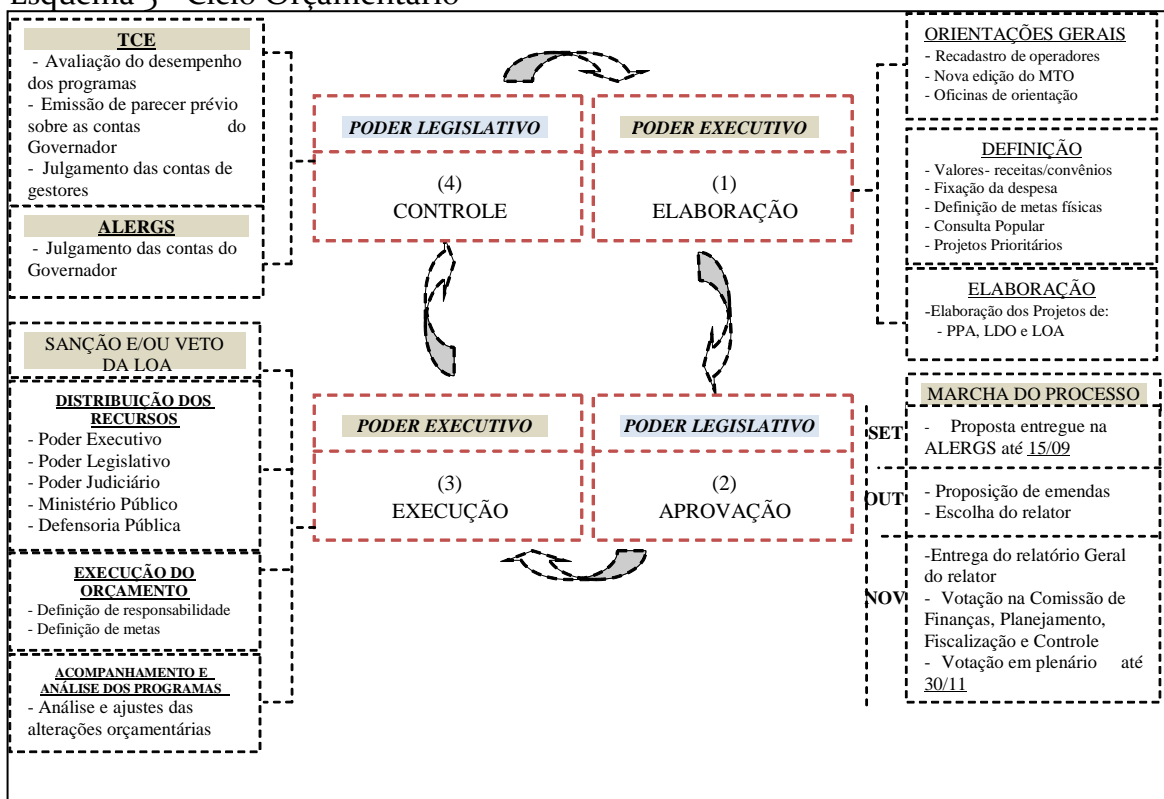 Esquema 3 - Ciclo Orçamentário
TCE
- Avaliação do desempenho
dos programas
- Emissão de parecer prévio
sobre as contas do
Governador
- Julgamento das contas de
gestores
ALERGS
- Julgamento das contas do
Governador
PODER LEGISLATIVO
(4)
CONTROLE
PODER EXECUTIVO
(1)
ELABORAÇÃO
ORIENTAÇÕES GERAIS
- Recadastro de operadores
- Nova edição do MTO
- Oficinas de orientação
DEFINIÇÃO
- Valores- receitas/convênios
- Fixação da despesa
- Definição de metas físicas
- Consulta Popular
- Projetos Prioritários
ELABORAÇÃO
-Elaboração dos Projetos de:
- PPA, LDO e LOA
SANÇÃO E/OU VETO
DA LOA
DISTRIBUIÇÃO DOS
RECURSOS
- Poder Executivo
- Poder Legislativo
- Poder Judiciário
- Ministério Público
- Defensoria Pública
EXECUÇÃO DO
ORÇAMENTO
- Definição de responsabilidade
- Definição de metas
ACOMPANHAMENTO E
ANÁLISE DOS PROGRAMAS
- Análise e ajustes das
alterações orçamentárias
PODER EXECUTIVO
(3)
EXECUÇÃO
PODER LEGISLATIVO
(2)
APROVAÇÃO
MARCHA DO PROCESSO
SET
- Proposta entregue na
ALERGS até 15/09
OUT
- Proposição de emendas
- Escolha do relator
NOV
-Entrega do relatório Geral
do relator
- Votação na Comissão de
Finanças, Planejamento,
Fiscalização e Controle
- Votação em plenário até
30/11